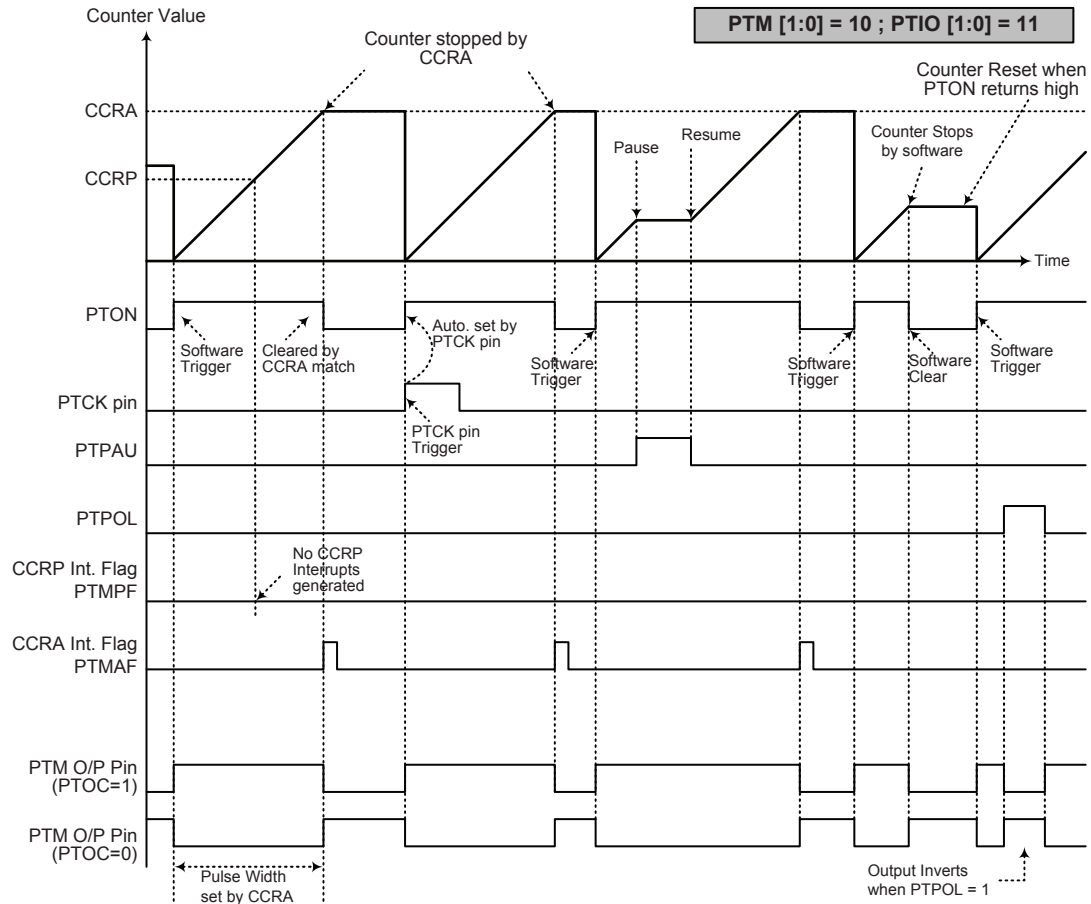 Counter Value
PTM [1:0] = 10 ; PTIO [1:0] = 11
Counter stopped by
CCRA
Counter Reset when
PTON returns high
CCRA
Pause
Resume
Counter Stops
by software
CCRP
Time
PTON
Software
Trigger
Cleared by
CCRA match
Auto. set by
PTCK pin
Software
Trigger
Software
Trigger
Software
Clear
Software
Trigger
PTCK pin
PTCK pin
Trigger
PTPAU
PTPOL
No CCRP
Interrupts
generated
CCRP Int. Flag
PTMPF
CCRA Int. Flag
PTMAF
PTM O/P Pin
(PTOC=1)
PTM O/P Pin
(PTOC=0)
Pulse Width
set by CCRA
Output Inverts
when PTPOL = 1